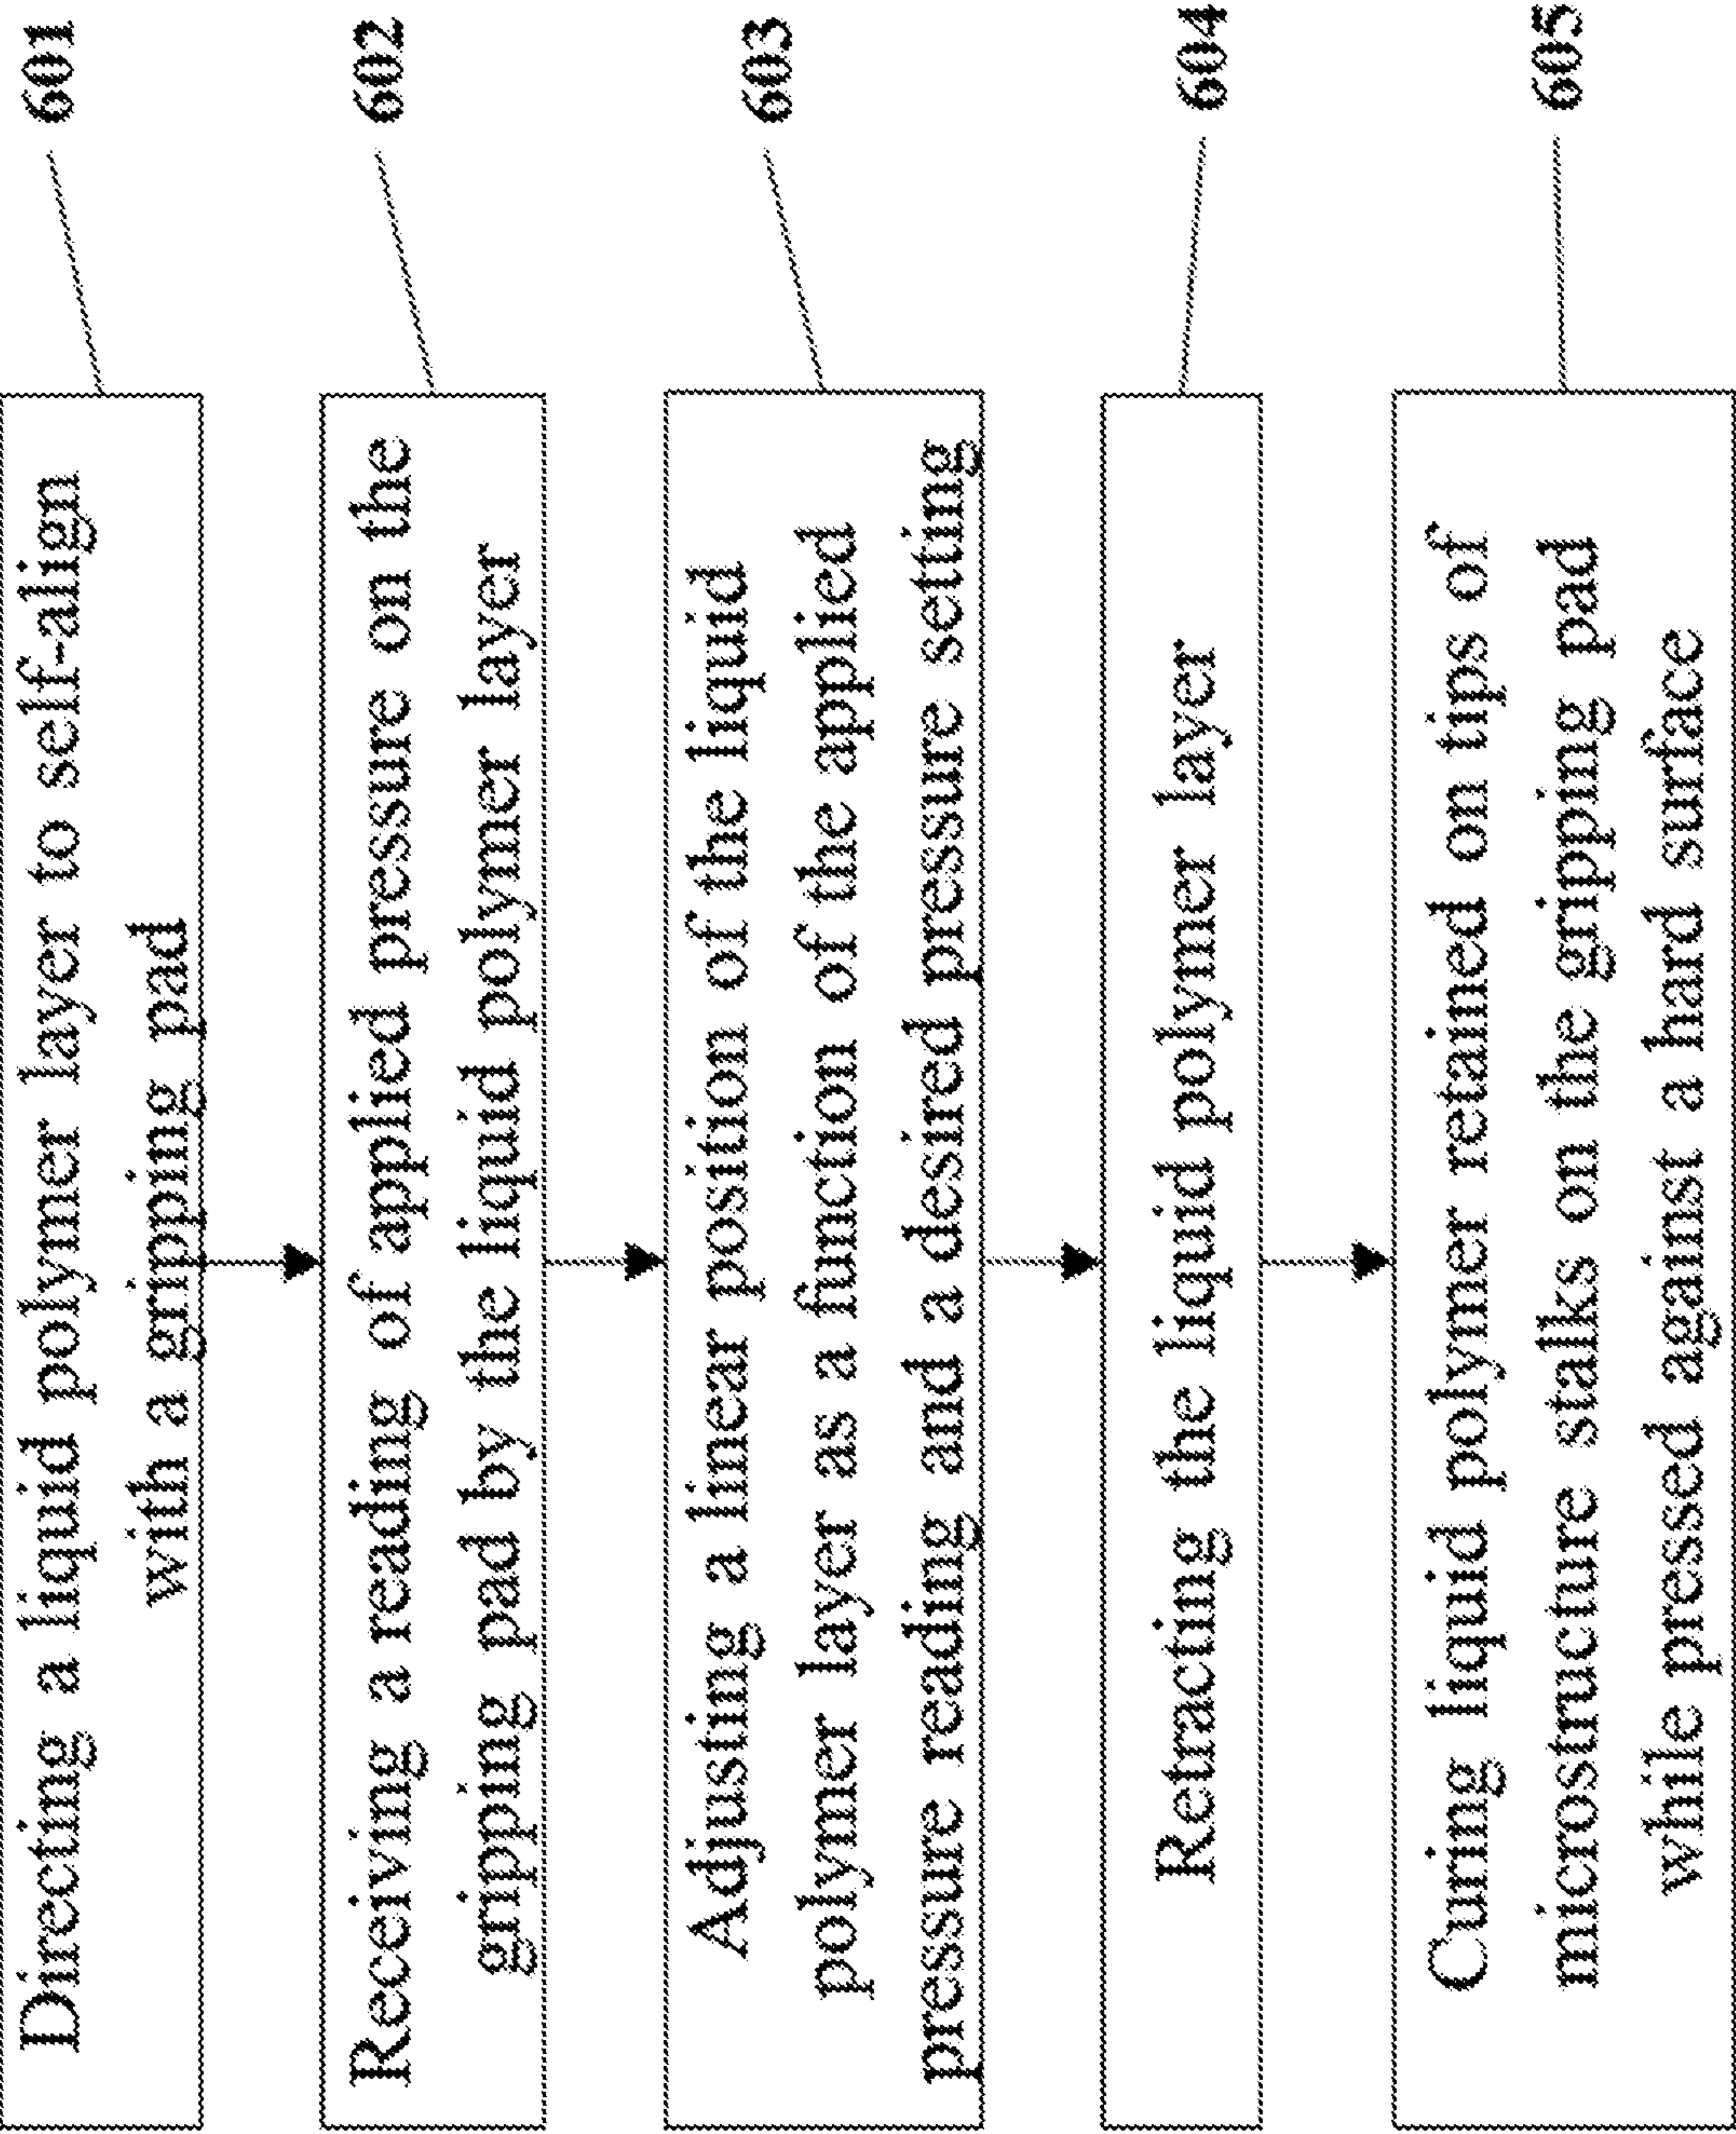 Directing a liquid polymer layer to self-align
with a gripping pad
601
Receiving a reading of applied pressure on the
gripping pad by the liquid polymer layer
602
Adjusting a linear position of the liquid
polymer layer as a function of the applied
pressure reading and a desired pressure setting
603
Retracting the liquid polymer layer
604
Curing liquid polymer retained on tips of
microstructure stalks on the gripping pad
while pressed against a hard surface
605